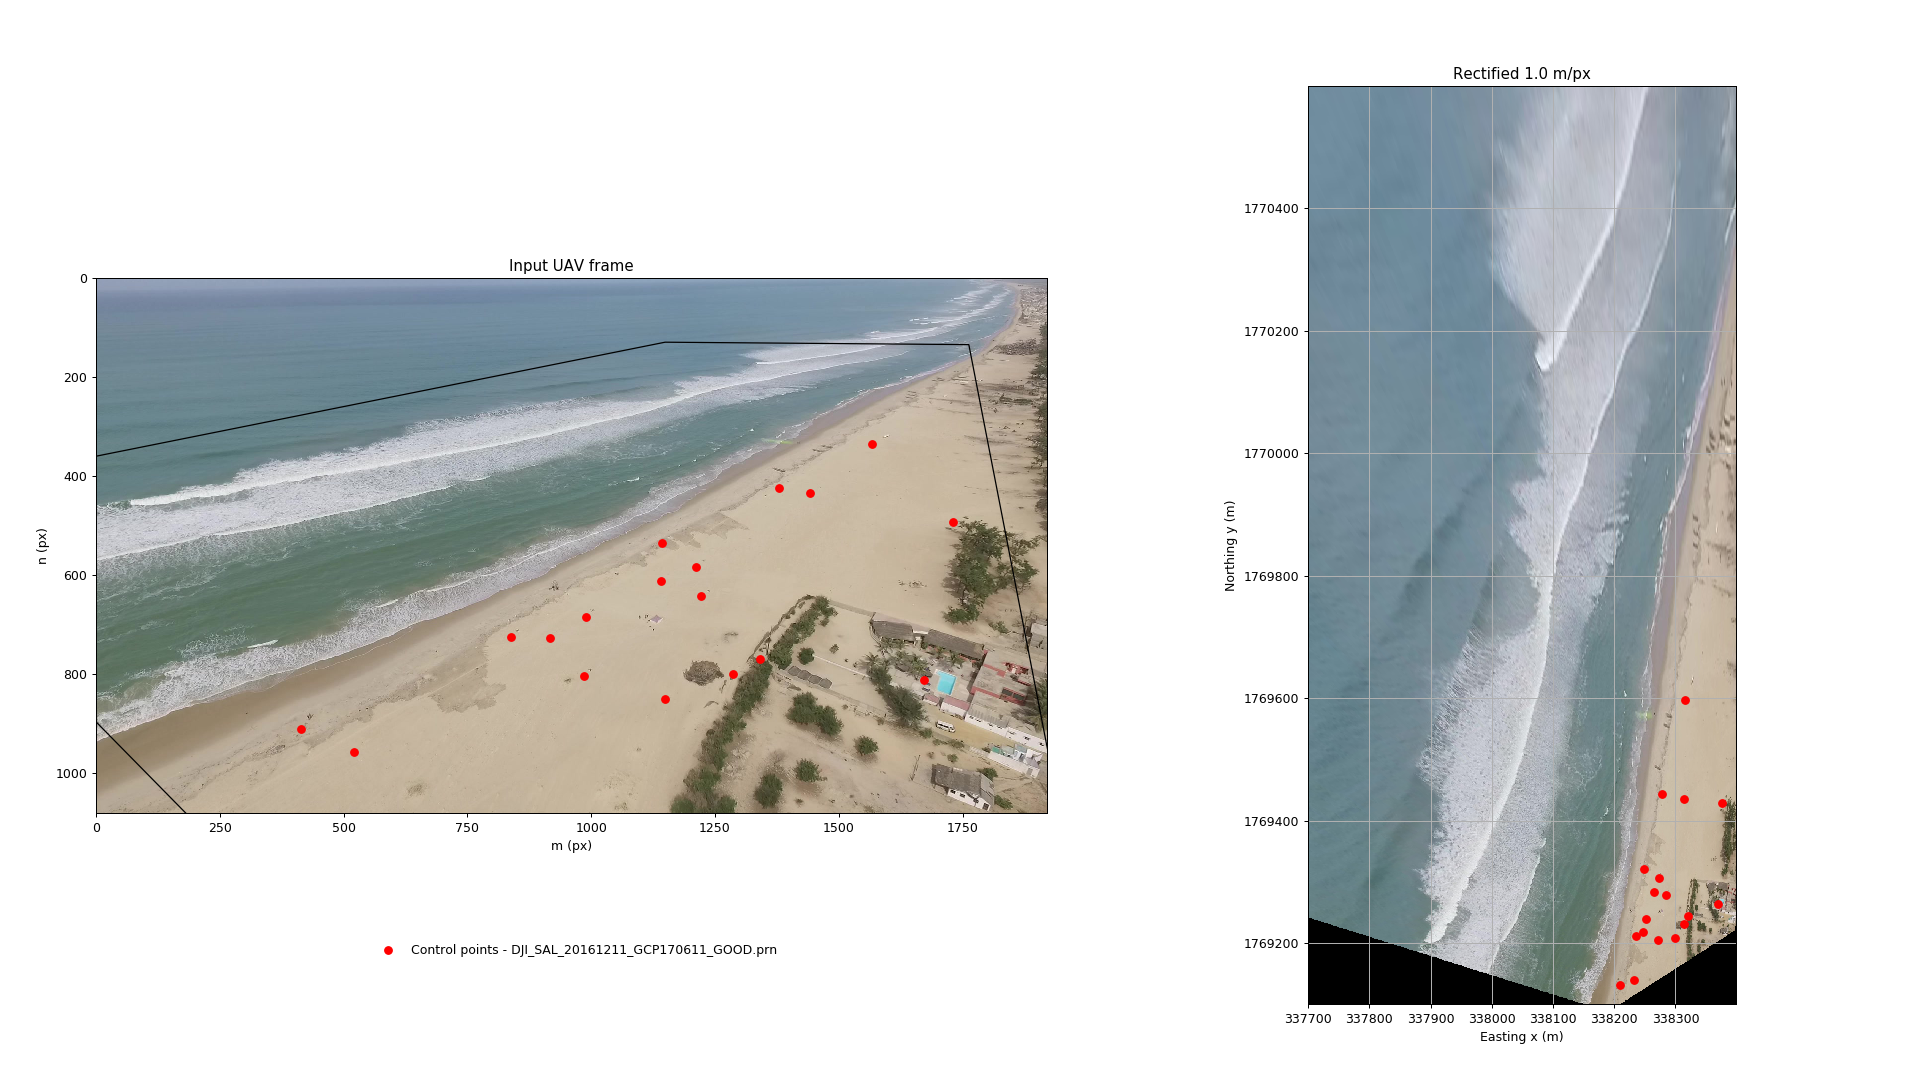 Input UAV frame
0
200
400
600
800
1000
n (px)
0 250 500 750 1000 1250 1500 1750
m (px)
Control points - DJI_SAL_20161211_GCP170611_GOOD.prn
Rectified 1.0 m/px
1770400
1770200
1770000
1769800
1769600
1769400
1769200
Northing y (m)
337700 337800 337900 338000 338100 338200 338300
Easting x (m)